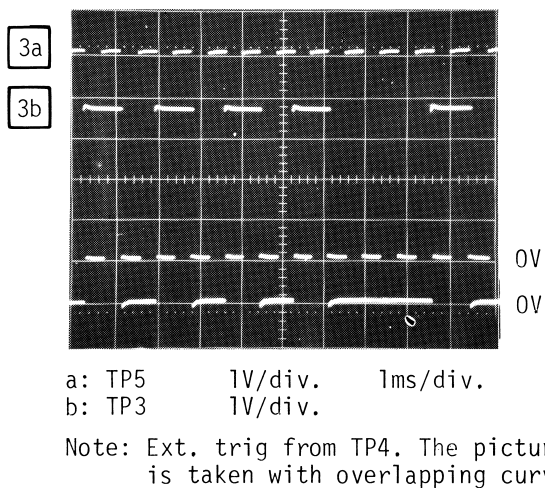 3a
3b
0V
0V
a: TP5 1V/div. 1ms/div.
b: TP3 1V/div.
Note: Ext. trig from TP4. The pictur
is taken with overlapping curv